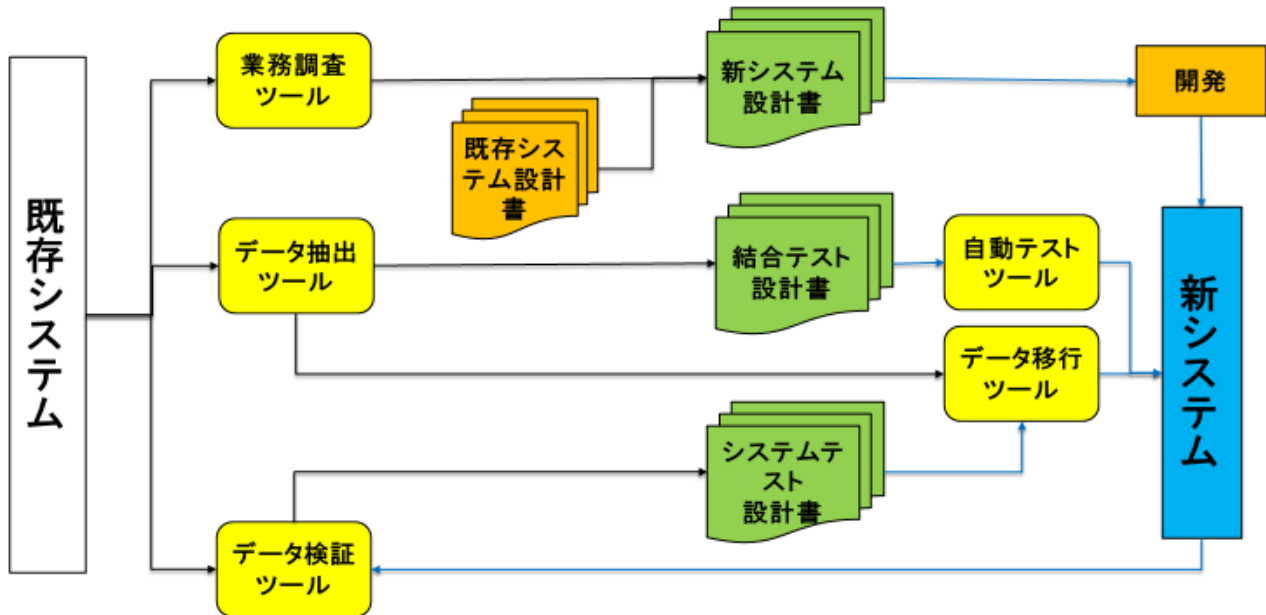 既存システム
業務調査
ツール
既存シス
テム設計
書
新システム
設計書
開発
データ抽出
ツール
結合テスト
設計書
自動テスト
ツール
データ移行
ツール
新システム
システムテ
スト
設計書
データ検証
ツール